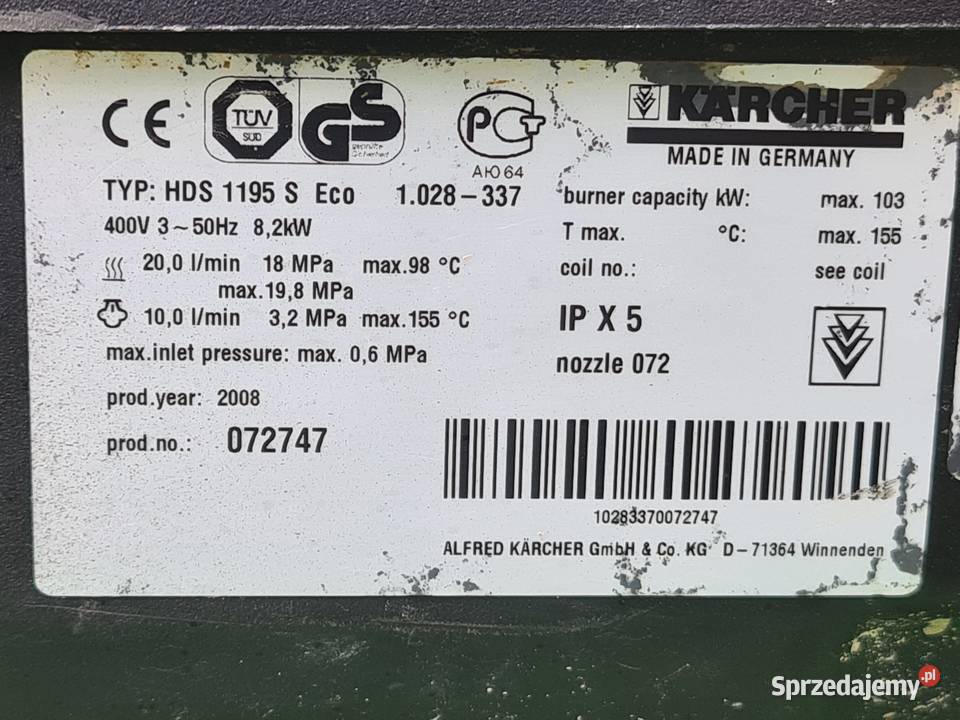 CE
TÜV
SÜD
GS
geprüfte
Sicherheit
PCT
АЮ64
KÄRCHER
MADE IN GERMANY
TYP: HDS 1195 S Eco 1.028–337
400V 3~50Hz 8,2kW
20,0 l/min 18 MPa max.98 °C
max.19,8 MPa
10,0 l/min 3,2 MPa max.155 °C
max.inlet pressure: max. 0,6 MPa
prod.year: 2008
prod.no.: 072747
burner capacity kW: max. 103
T max. °C: max. 155
coil no.: see coil
IP X 5
nozzle 072
10283370072747
ALFRED KÄRCHER GmbH & Co. KG D–71364 Winnenden
Sprzedajemy.pl